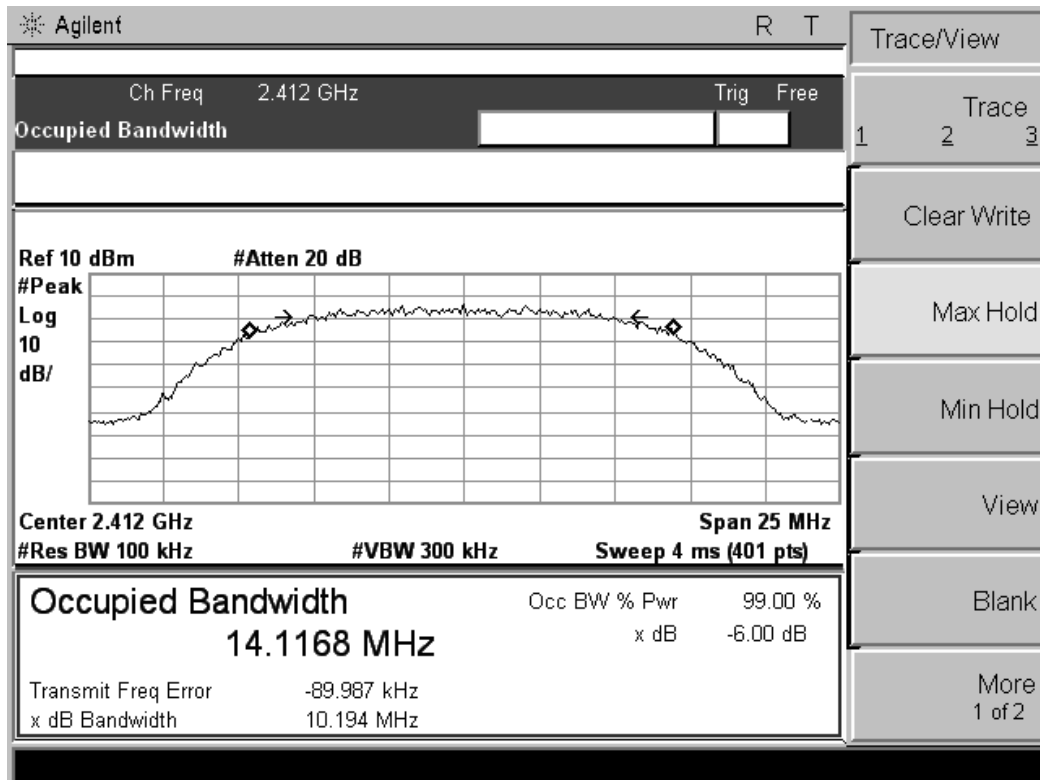 Agilent R T
Trace/View
Ch Freq 2.412 GHz Trig Free
Occupied Bandwidth
Trace
1 2 3
Clear Write
Ref 10 dBm #Atten 20 dB
#Peak
Log
10
dB/
Max Hold
Min Hold
View
Center 2.412 GHz Span 25 MHz
#Res BW 100 kHz #VBW 300 kHz Sweep 4 ms (401 pts)
Occupied Bandwidth
14.1168 MHz
Occ BW % Pwr 99.00 %
x dB -6.00 dB
Transmit Freq Error -89.987 kHz
x dB Bandwidth 10.194 MHz
Blank
More
1 of 2